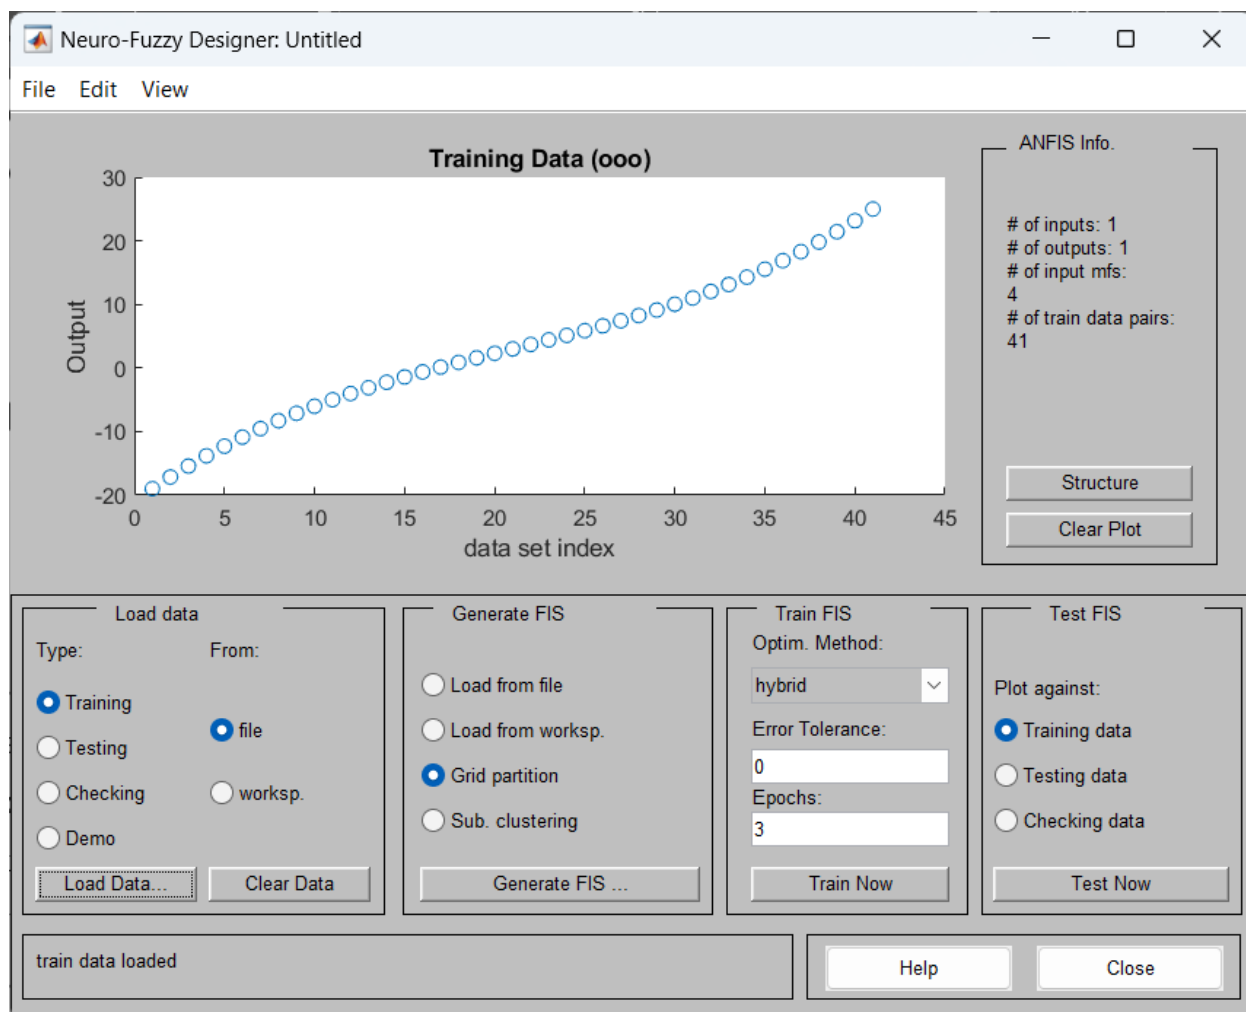 Neuro-Fuzzy Designer: Untitled
File Edit View
Training Data (ooo)
30
20
10
0
-10
-20
Output
0 5 10 15 20 25 30 35 40 45
data set index
ANFIS Info.
# of inputs: 1
# of outputs: 1
# of input mfs:
4
# of train data pairs:
41
Structure
Clear Plot
Load data
Type: From:
Training
file
Testing
Checking
worksp.
Demo
Load Data... Clear Data
Generate FIS
Load from file
Load from worksp.
Grid partition
Sub. clustering
Generate FIS ...
Train FIS
Optim. Method:
hybrid
Error Tolerance:
0
Epochs:
3
Train Now
Test FIS
Plot against:
Training data
Testing data
Checking data
Test Now
train data loaded
Help Close